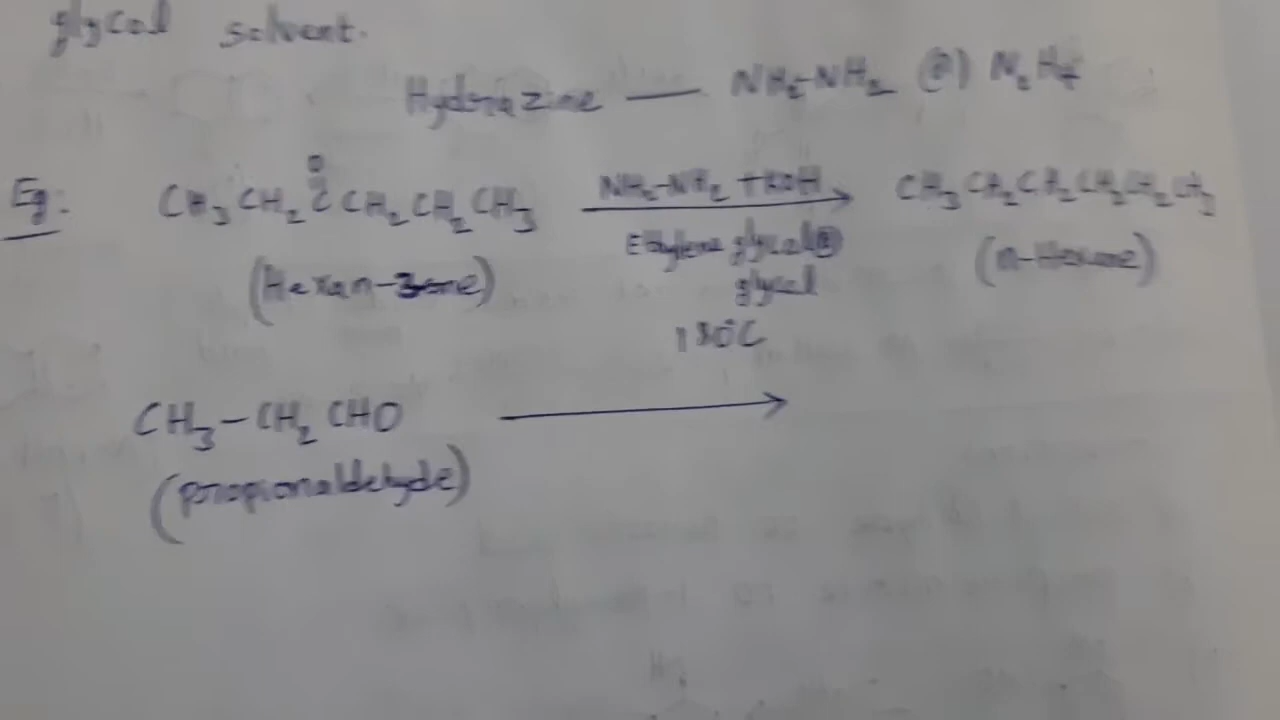 glycol solvent.
Hydrazine — NH2-NH2 (or) N2H4
Eg: CH3 CH2 C CH2 CH2 CH3 NH2-NH2 + KOH CH3 CH2 CH2 CH2 CH2 CH3
O
(Hexan-3-one) Ethylene glycol (or) (n-Hexane)
glycol
180°C
CH3 - CH2 CHO ⟶
(propionaldehyde)